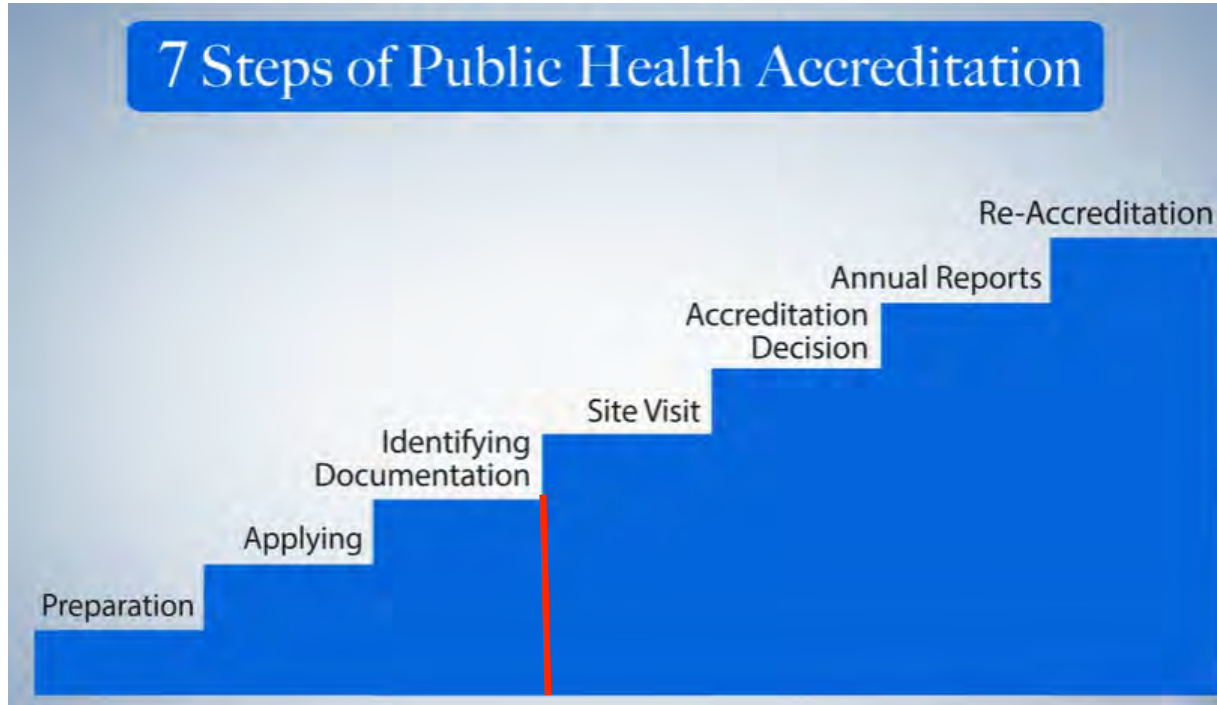 7 Steps of Public Health Accreditation
Re-Accreditation
Annual Reports
Accreditation
Decision
Site Visit
Identifying
Documentation
Applying
Preparation